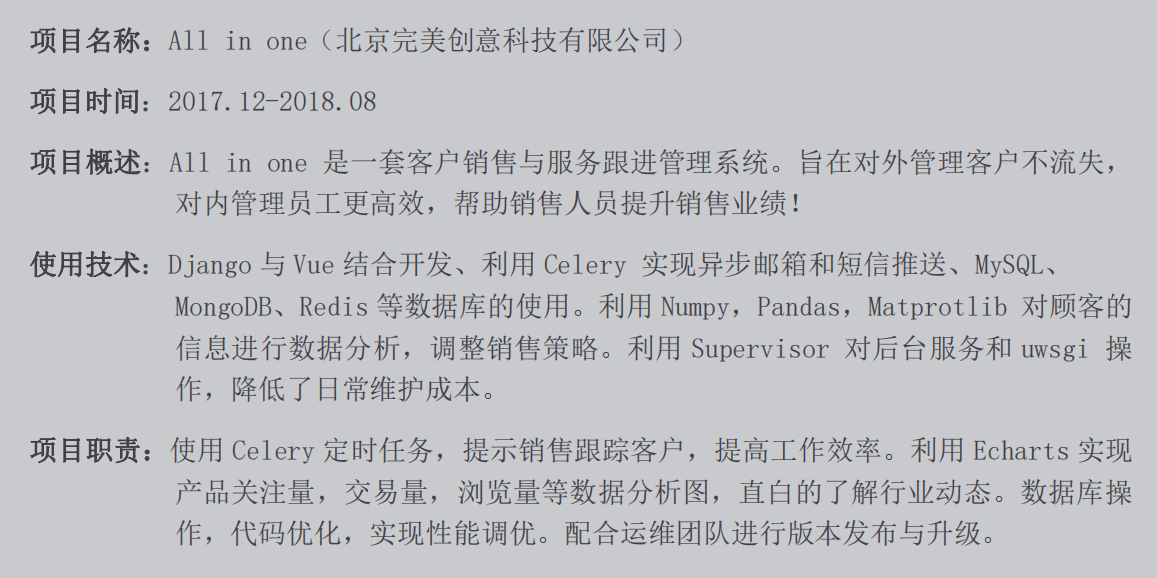 项目名称：All in one（北京完美创意科技有限公司）
项目时间：2017.12-2018.08
项目概述：All in one 是一套客户销售与服务跟进管理系统。旨在对外管理客户不流失，
对内管理员工更高效，帮助销售人员提升销售业绩！
使用技术：Django 与 Vue 结合开发、利用 Celery 实现异步邮箱和短信推送、MySQL、
MongoDB、Redis 等数据库的使用。利用 Numpy，Pandas，Matprotlib 对顾客的
信息进行数据分析，调整销售策略。利用 Supervisor 对后台服务和 uwsgi 操
作，降低了日常维护成本。
项目职责：使用 Celery 定时任务，提示销售跟踪客户，提高工作效率。利用 Echarts 实现
产品关注量，交易量，浏览量等数据分析图，直白的了解行业动态。数据库操
作，代码优化，实现性能调优。配合运维团队进行版本发布与升级。